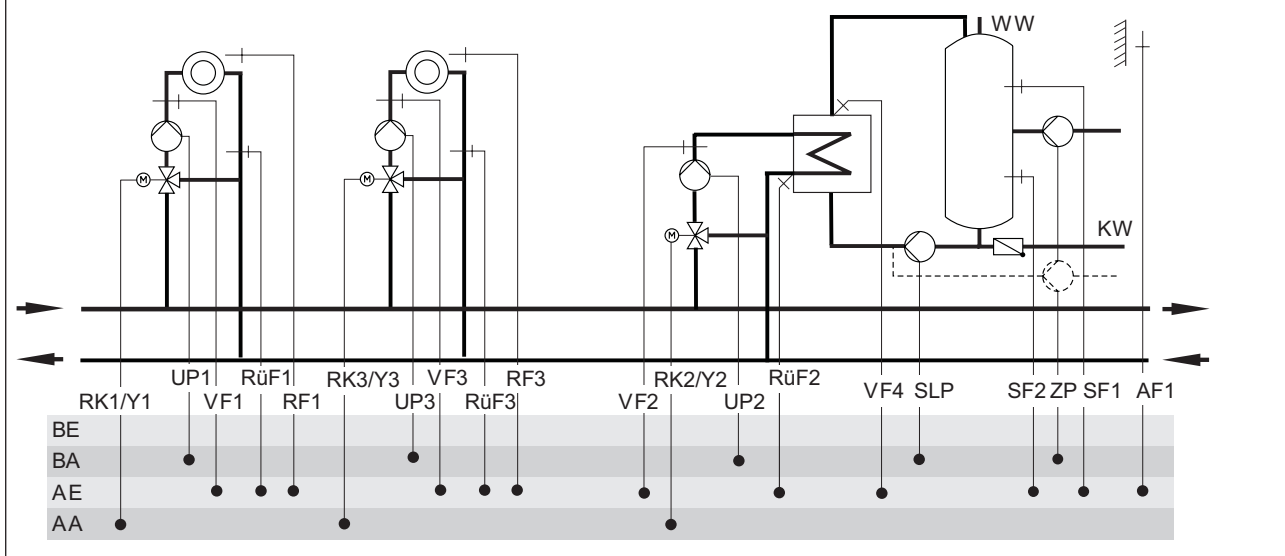 WW
M
M
M
KW
UP1 RüF1 RK3/Y3 VF3 RF3 RK2/Y2 RüF2
RK1/Y1 VF1 RF1 UP3 RüF3 VF2 UP2 VF4 SLP SF2 ZP SF1 AF1
BE
BA
AE
AA